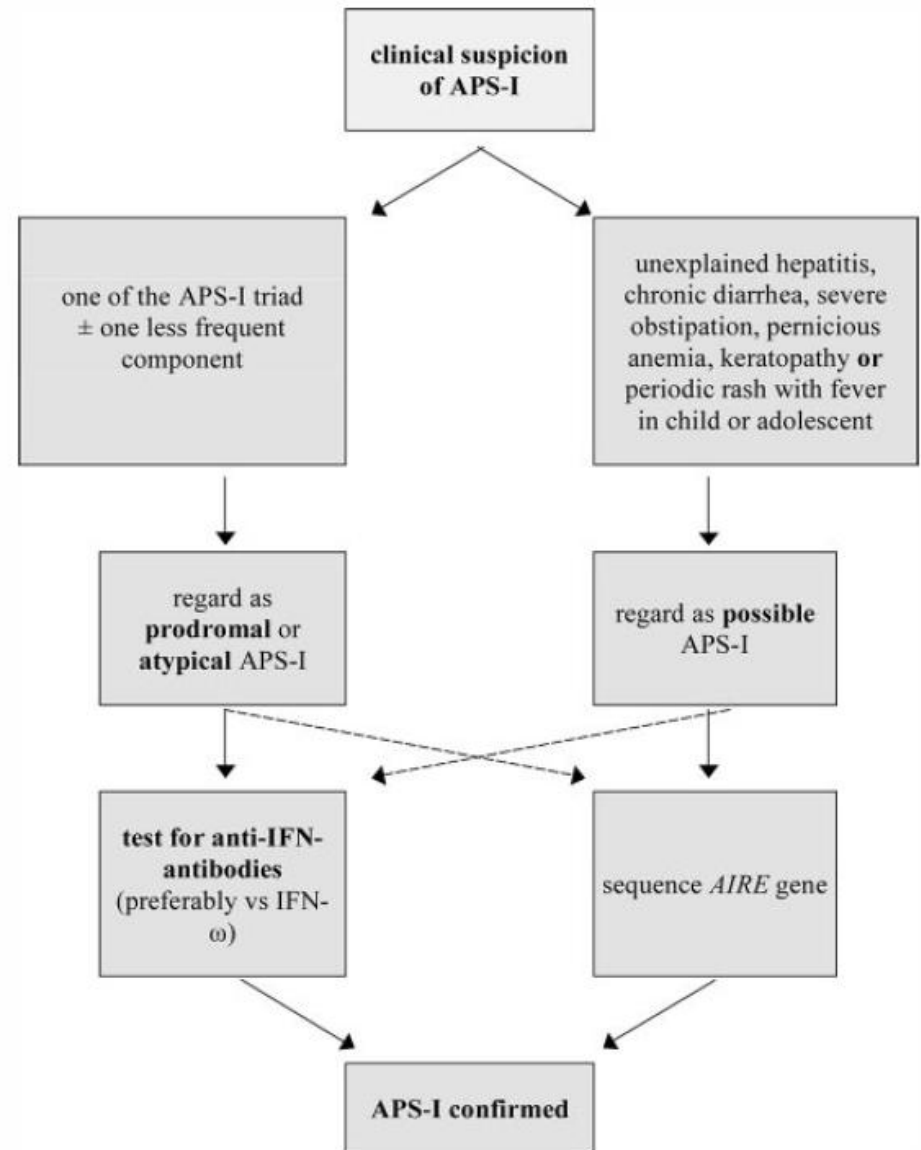 clinical suspicion
of APS-I
one of the APS-I triad
± one less frequent
component
unexplained hepatitis,
chronic diarrhea, severe
obstipation, pernicious
anemia, keratopathy or
periodic rash with fever
in child or adolescent
regard as
prodromal or
atypical APS-I
regard as possible
APS-I
test for anti-IFN-
antibodies
(preferably vs IFN-
ω)
sequence AIRE gene
APS-I confirmed